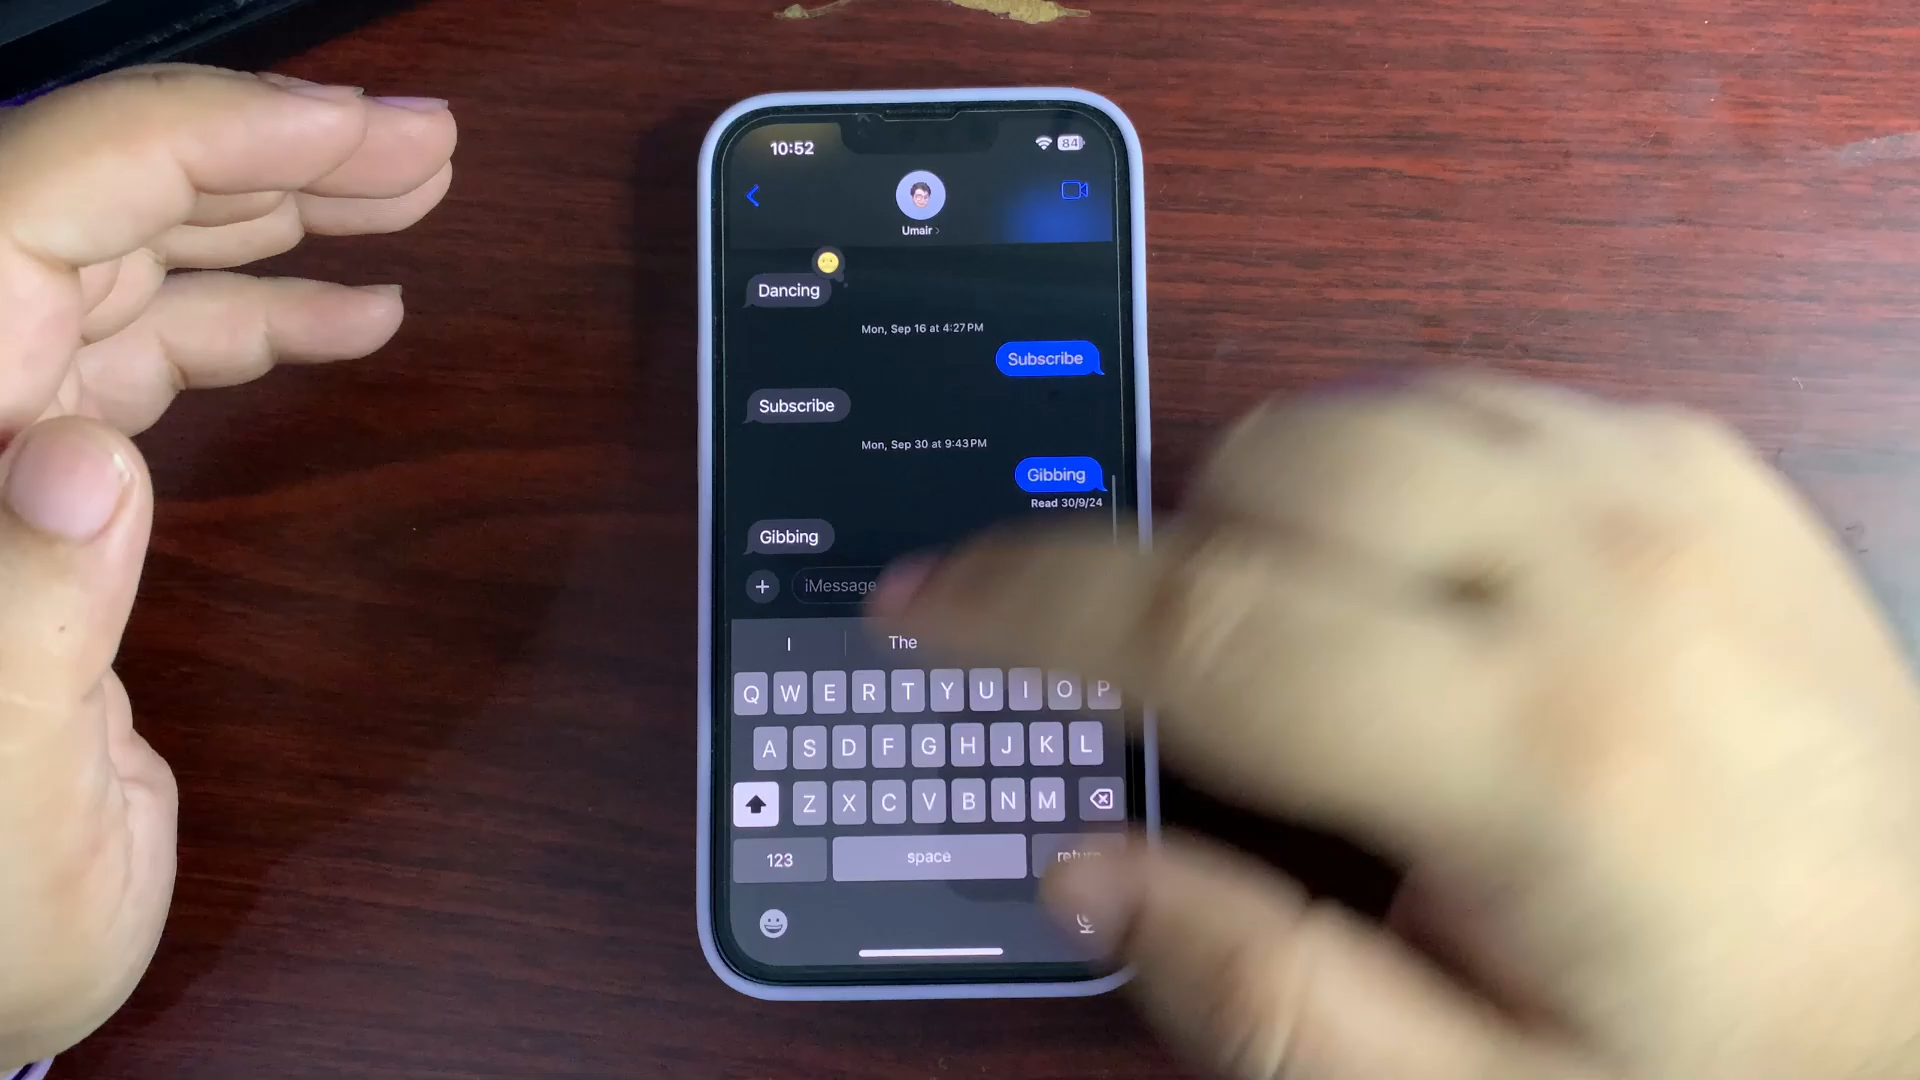 10:52
84
Umair
Dancing
Mon, Sep 16 at 4:27 PM
Subscribe
Subscribe
Mon, Sep 30 at 9:43 PM
Gibbing
Read 30/9/24
Gibbing
iMessage
I The
Q W E R T Y U I O P
A S D F G H J K L
Z X C V B N M
123 space return